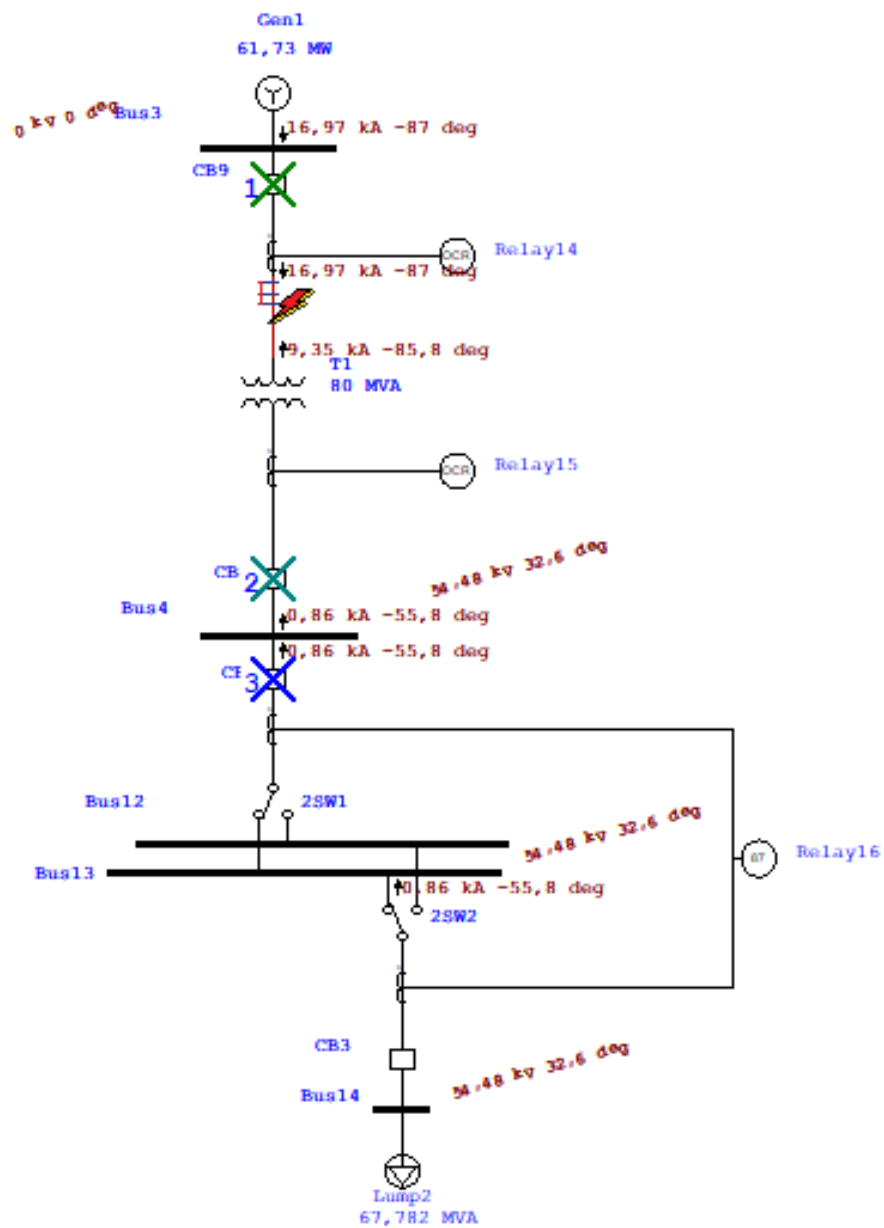 Gen1
61,73 MW
0 kV 0 deg
Bus3
16,97 kA -87 deg
CB9
1
OCR
Relay14
16,97 kA -87 deg
9,35 kA -85,8 deg
T1
80 MVA
OCR
Relay15
CB
2
54,48 kV 32,6 deg
Bus4
0,86 kA -55,8 deg
0,86 kA -55,8 deg
3
Bus12
2SW1
54,48 kV 32,6 deg
87
Relay16
Bus13
0,86 kA -55,8 deg
2SW2
CB3
54,48 kV 32,6 deg
Bus14
Lump2
67,782 MVA